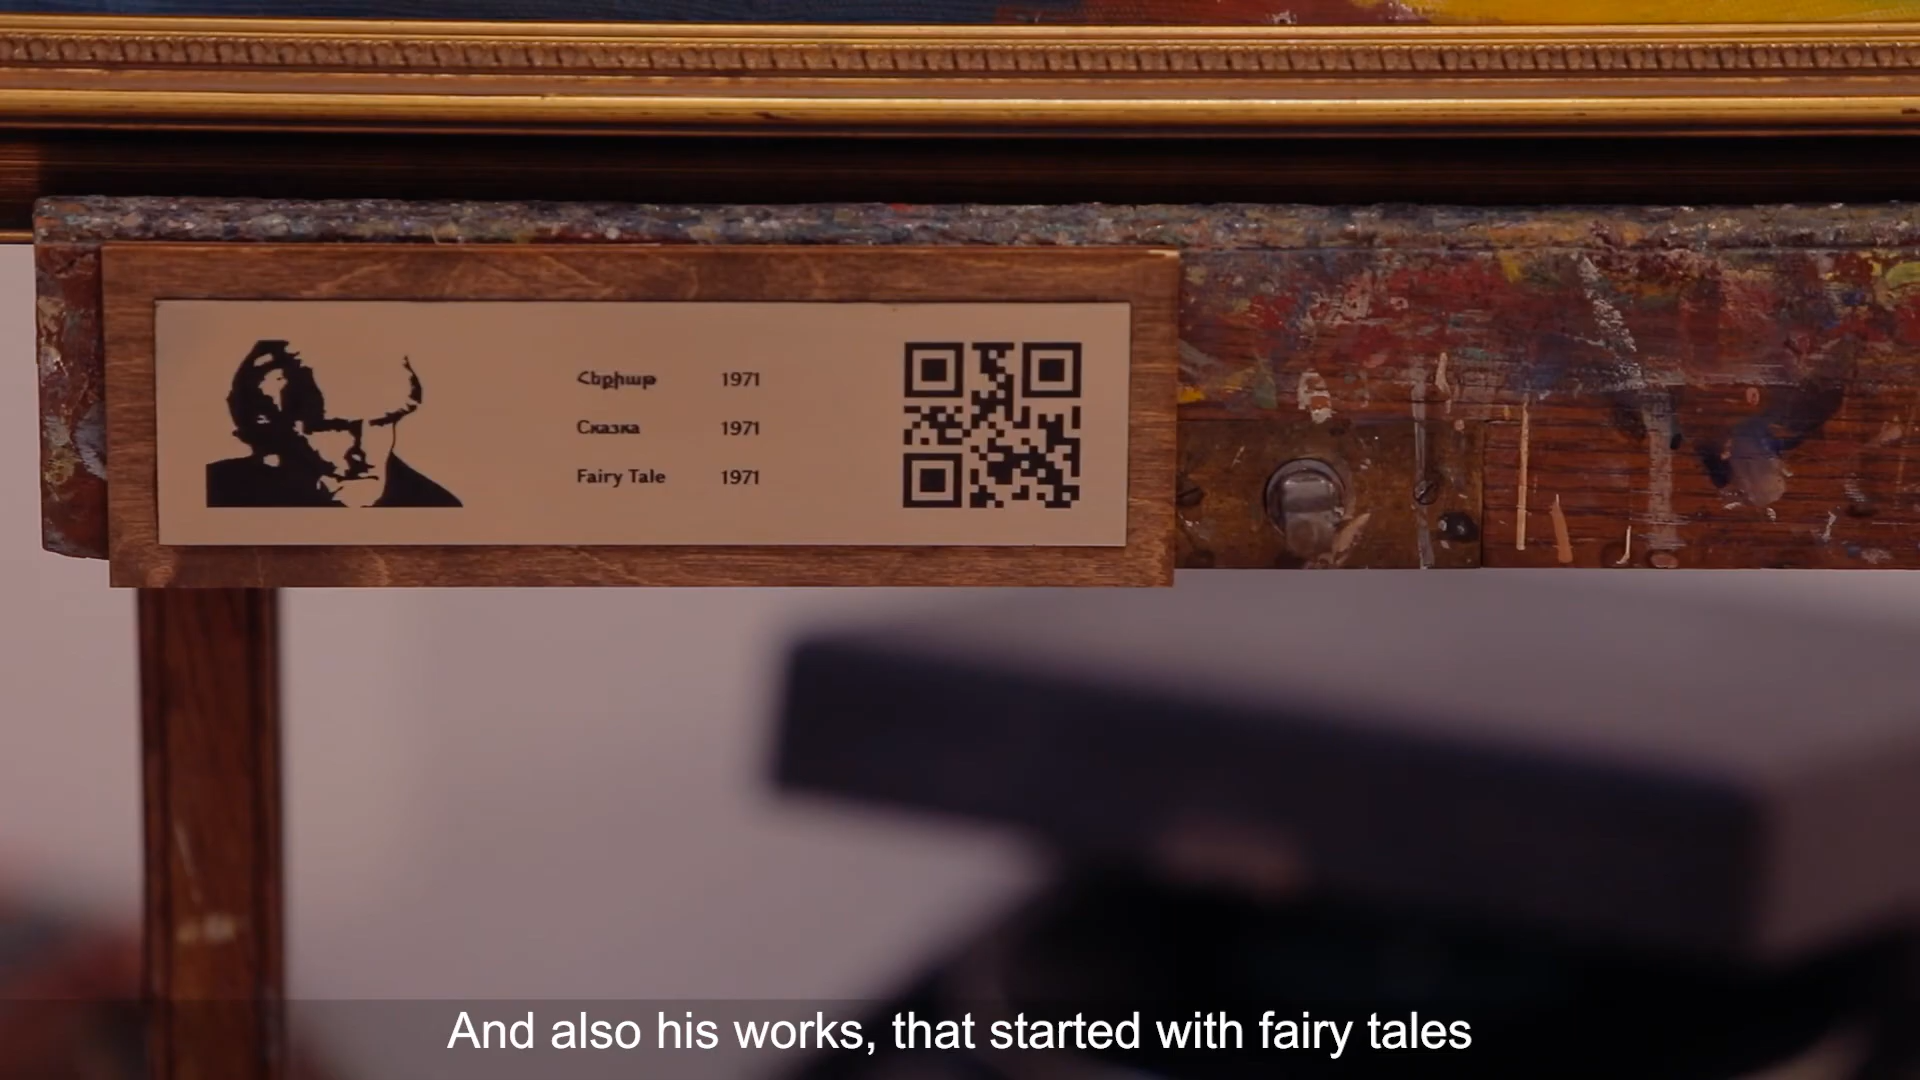 Հեքիաթ 1971
Сказка 1971
Fairy Tale 1971
And also his works, that started with fairy tales